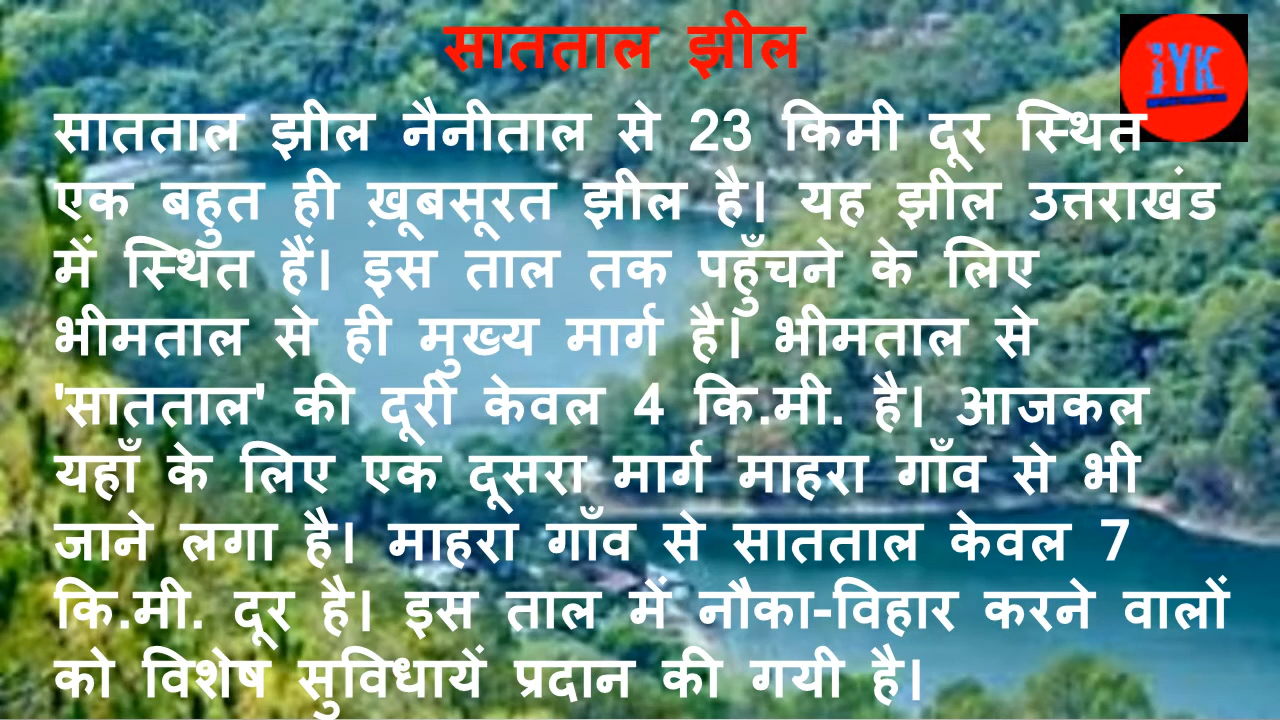 सातताल झील
IYK
सातताल झील नैनीताल से 23 किमी दूर स्थित
एक बहुत ही ख़ूबसूरत झील है। यह झील उत्तराखंड
में स्थित हैं। इस ताल तक पहुँचने के लिए
भीमताल से ही मुख्य मार्ग है। भीमताल से
'सातताल' की दूरी केवल 4 कि.मी. है। आजकल
यहाँ के लिए एक दूसरा मार्ग माहरा गाँव से भी
जाने लगा है। माहरा गाँव से सातताल केवल 7
कि.मी. दूर है। इस ताल में नौका-विहार करने वालों
को विशेष सुविधायें प्रदान की गयी है।